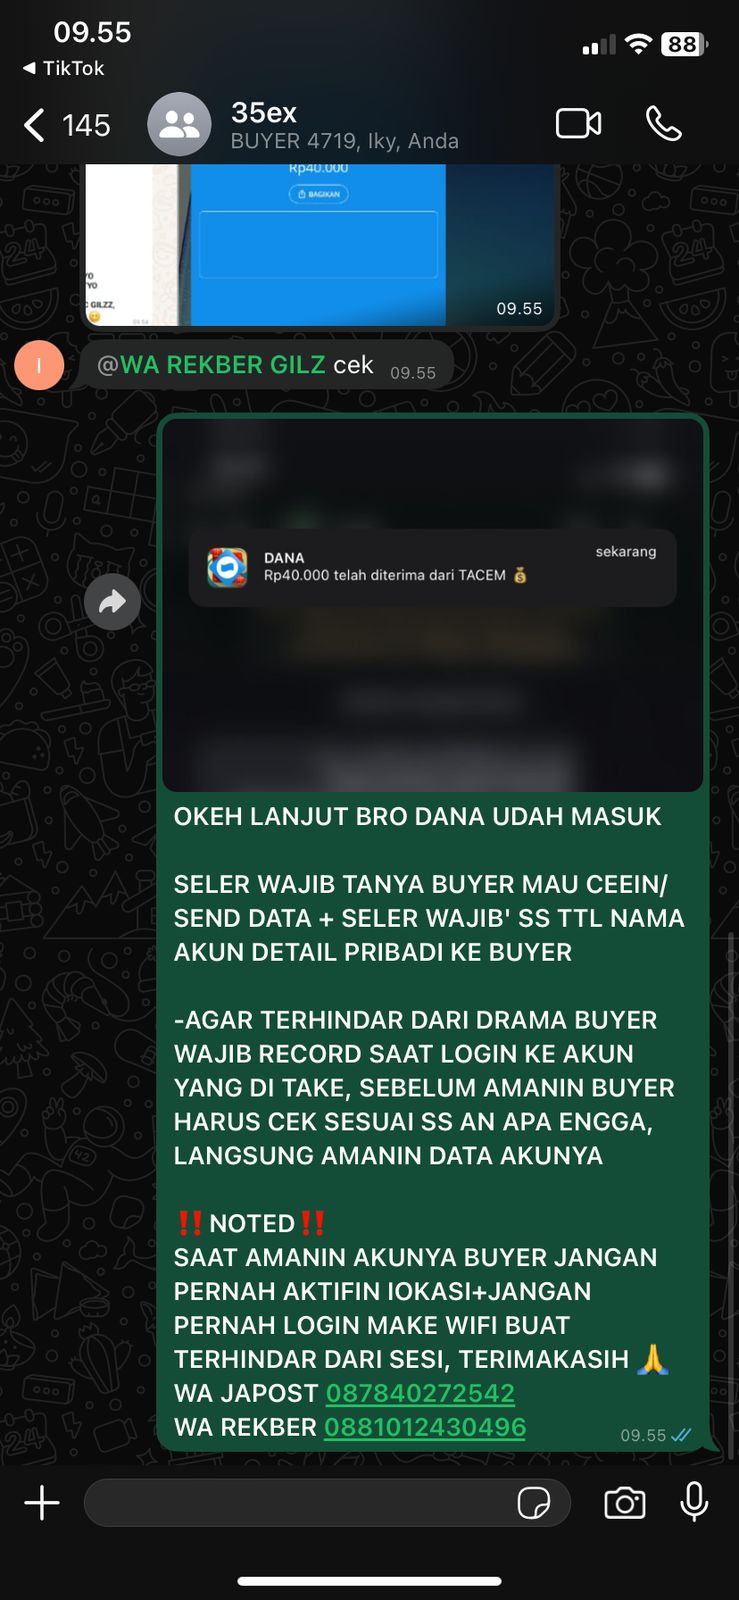 09.55
88
◀ TikTok
145
35ex
BUYER 4719, Iky, Anda
Rp40.000
BAGIKAN
C GILZZ,
09.55
I
@WA REKBER GILZ cek 09.55
DANA
sekarang
Rp40.000 telah diterima dari TACEM 💰
OKEH LANJUT BRO DANA UDAH MASUK
SELER WAJIB TANYA BUYER MAU CEEIN/
SEND DATA + SELER WAJIB' SS TTL NAMA
AKUN DETAIL PRIBADI KE BUYER
-AGAR TERHINDAR DARI DRAMA BUYER
WAJIB RECORD SAAT LOGIN KE AKUN
YANG DI TAKE, SEBELUM AMANIN BUYER
HARUS CEK SESUAI SS AN APA ENGGA,
LANGSUNG AMANIN DATA AKUNYA
‼️NOTED‼️
SAAT AMANIN AKUNYA BUYER JANGAN
PERNAH AKTIFIN lOKASI+JANGAN
PERNAH LOGIN MAKE WIFI BUAT
TERHINDAR DARI SESI, TERIMAKASIH 🙏
WA JAPOST 087840272542
WA REKBER 0881012430496
09.55